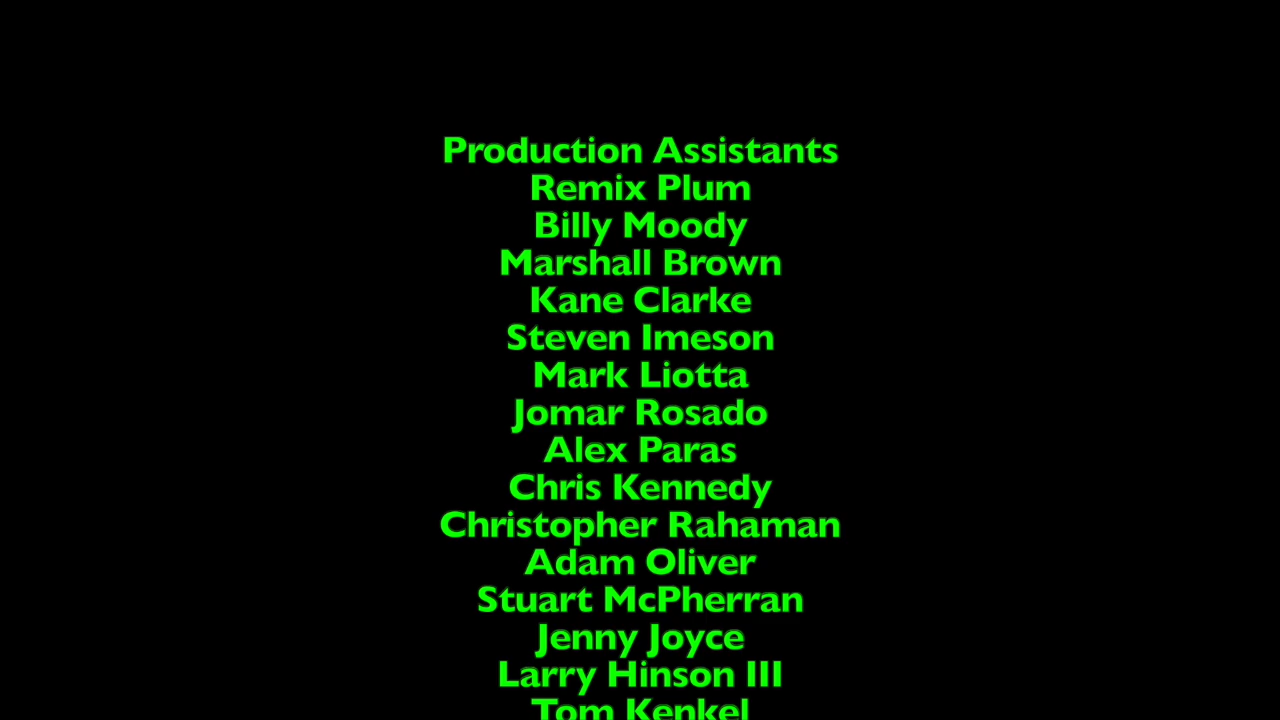 Production Assistants
Remix Plum
Billy Moody
Marshall Brown
Kane Clarke
Steven Imeson
Mark Liotta
Jomar Rosado
Alex Paras
Chris Kennedy
Christopher Rahaman
Adam Oliver
Stuart McPherran
Jenny Joyce
Larry Hinson III
Tom Kenkel